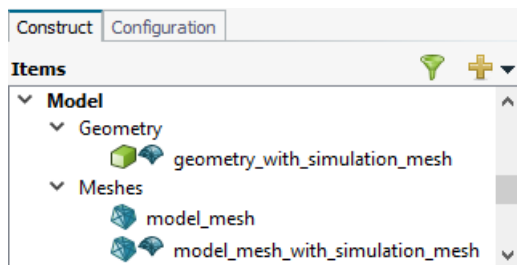 Construct Configuration
Items
Model
Geometry
geometry_with_simulation_mesh
Meshes
model_mesh
model_mesh_with_simulation_mesh